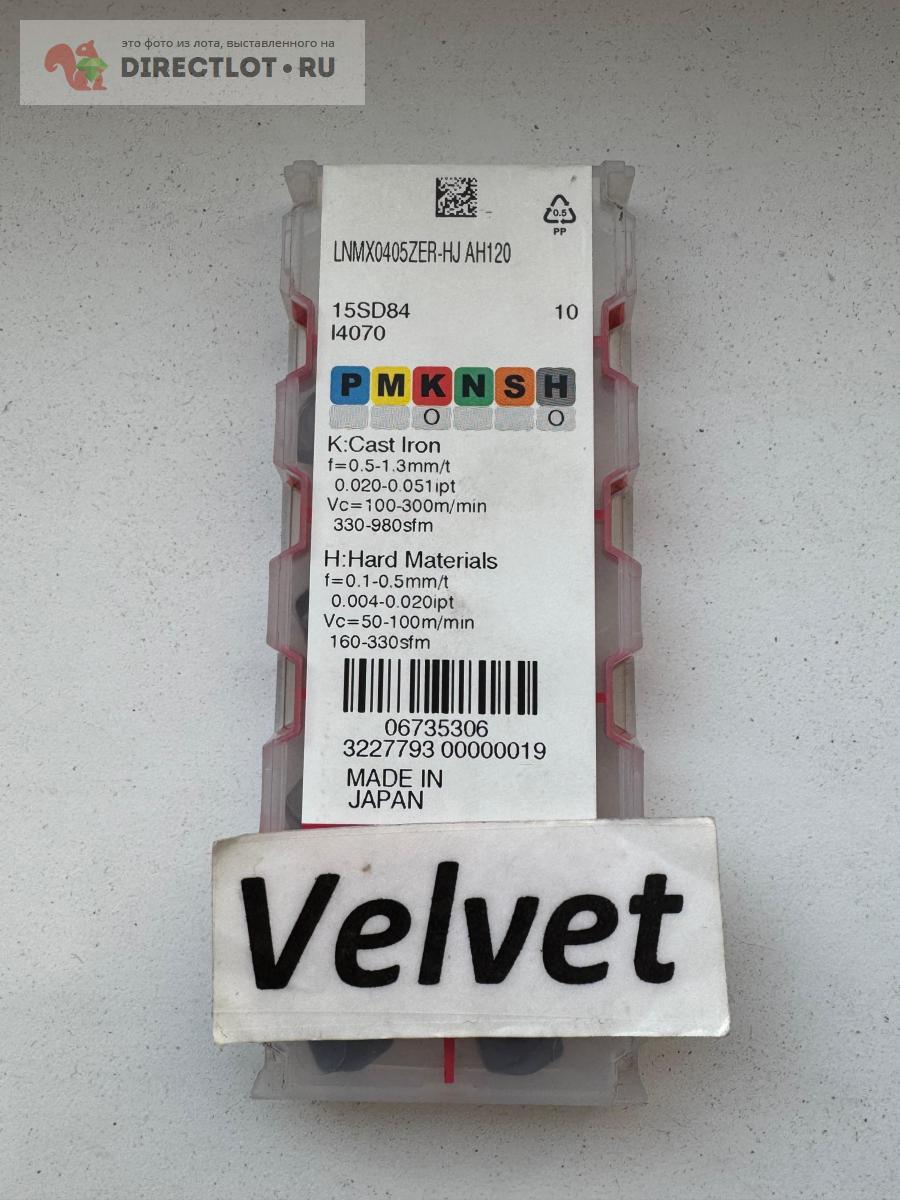 это фото из лота, выставленного на
DIRECTLOT•RU
0.5
PP
LNMX0405ZER-HJ AH120
15SD84 10
I4070
P M K N S H
O O
K:Cast Iron
f=0.5-1.3mm/t
0.020-0.051ipt
Vc=100-300m/min
330-980sfm
H:Hard Materials
f=0.1-0.5mm/t
0.004-0.020ipt
Vc=50-100m/min
160-330sfm
06735306
3227793 00000019
MADE IN
JAPAN
Velvet